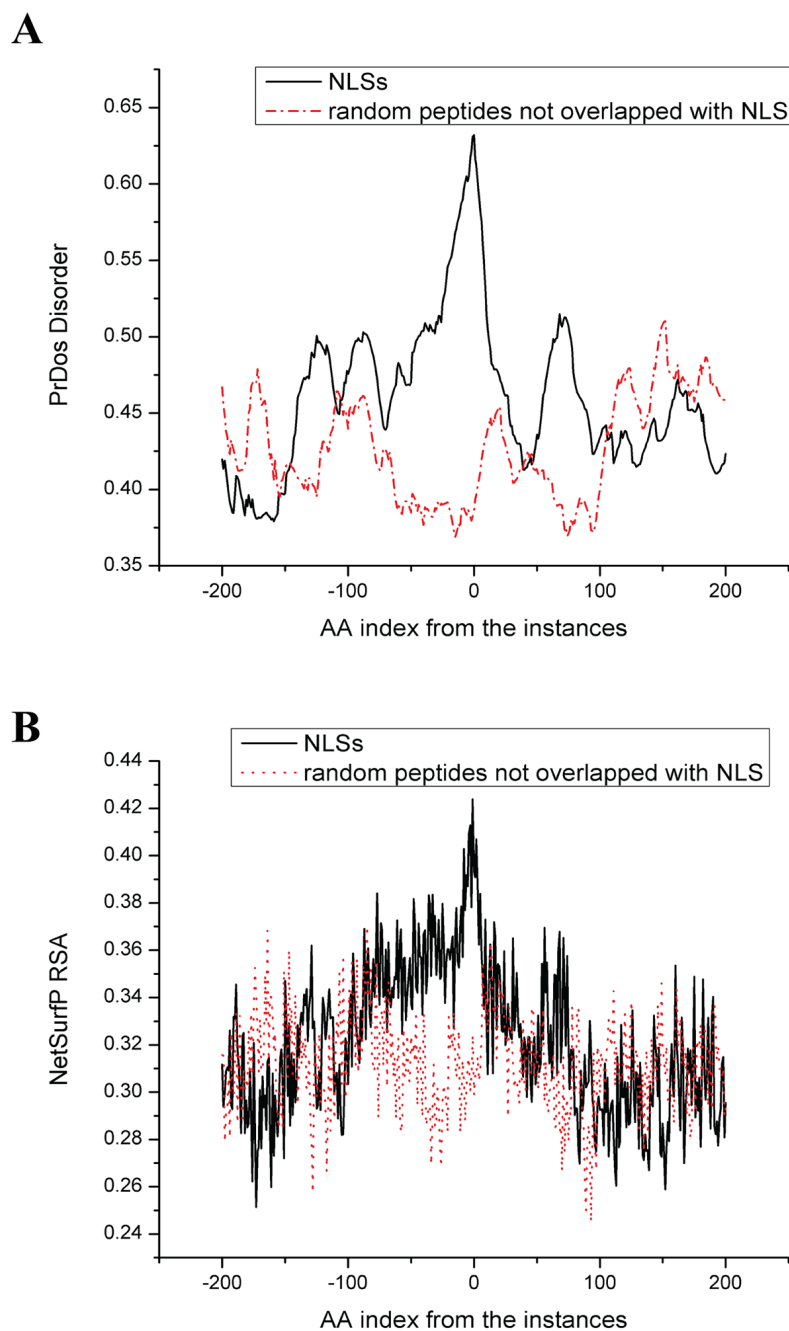 A
NLSs
random peptides not overlapped with NLS
0.65
0.60
0.55
0.50
0.45
0.40
0.35
PrDos Disorder
-200
-100
0
100
200
AA index from the instances
B
NLSs
random peptides not overlapped with NLS
0.44
0.42
0.40
0.38
0.36
0.34
0.32
0.30
0.28
0.26
0.24
NetSurfP RSA
-200
-100
0
100
200
AA index from the instances